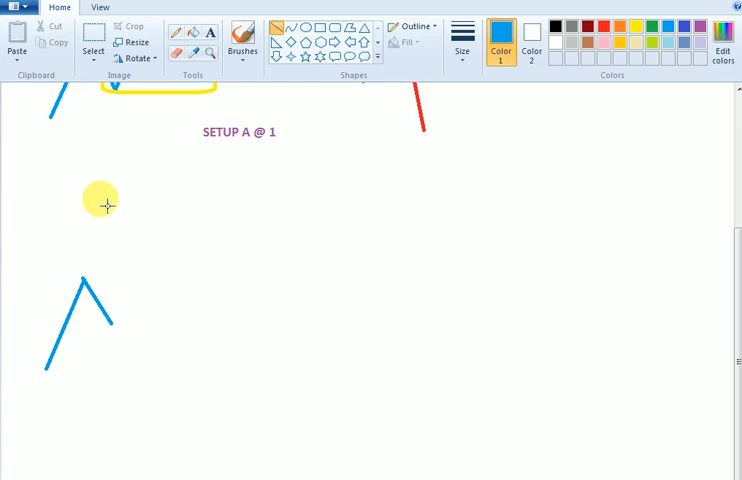 Home View
Paste
Cut
Copy
Clipboard
Select
Crop
Resize
Rotate
Image
A
Tools
Brushes
Shapes
Outline
Fill
Size
Color 1
Color 2
Colors
Edit colors
SETUP A @ 1